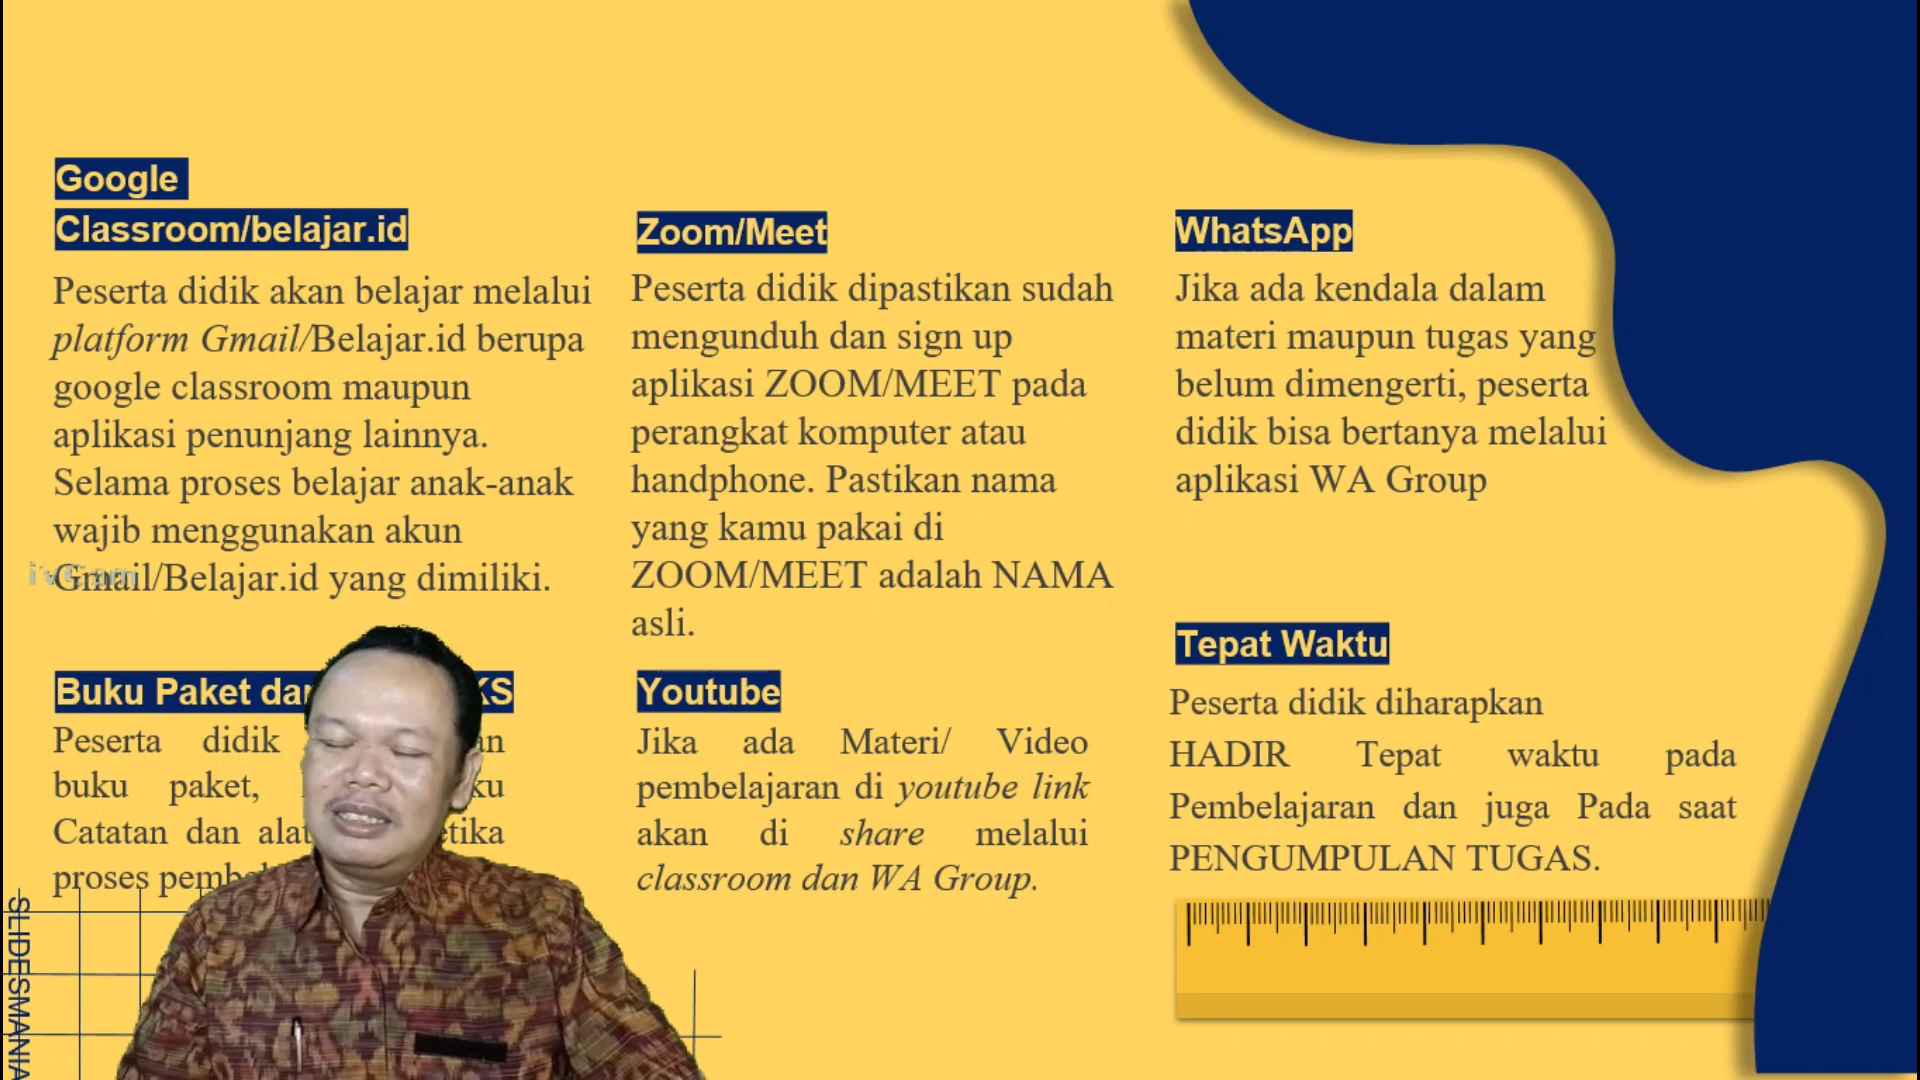 Google
Classroom/belajar.id
Peserta didik akan belajar melalui
platform Gmail/Belajar.id berupa
google classroom maupun
aplikasi penunjang lainnya.
Selama proses belajar anak-anak
wajib menggunakan akun
Gmail/Belajar.id yang dimiliki.
ivCam
Zoom/Meet
Peserta didik dipastikan sudah
mengunduh dan sign up
aplikasi ZOOM/MEET pada
perangkat komputer atau
handphone. Pastikan nama
yang kamu pakai di
ZOOM/MEET adalah NAMA
asli.
WhatsApp
Jika ada kendala dalam
materi maupun tugas yang
belum dimengerti, peserta
didik bisa bertanya melalui
aplikasi WA Group
Buku Paket
Peserta didik
buku paket,
Catatan dan
proses
Youtube
Jika ada Materi/ Video
pembelajaran di youtube link
akan di share melalui
classroom dan WA Group.
Tepat Waktu
Peserta didik diharapkan
HADIR Tepat waktu pada
Pembelajaran dan juga Pada saat
PENGUMPULAN TUGAS.
SLIDESMANIA